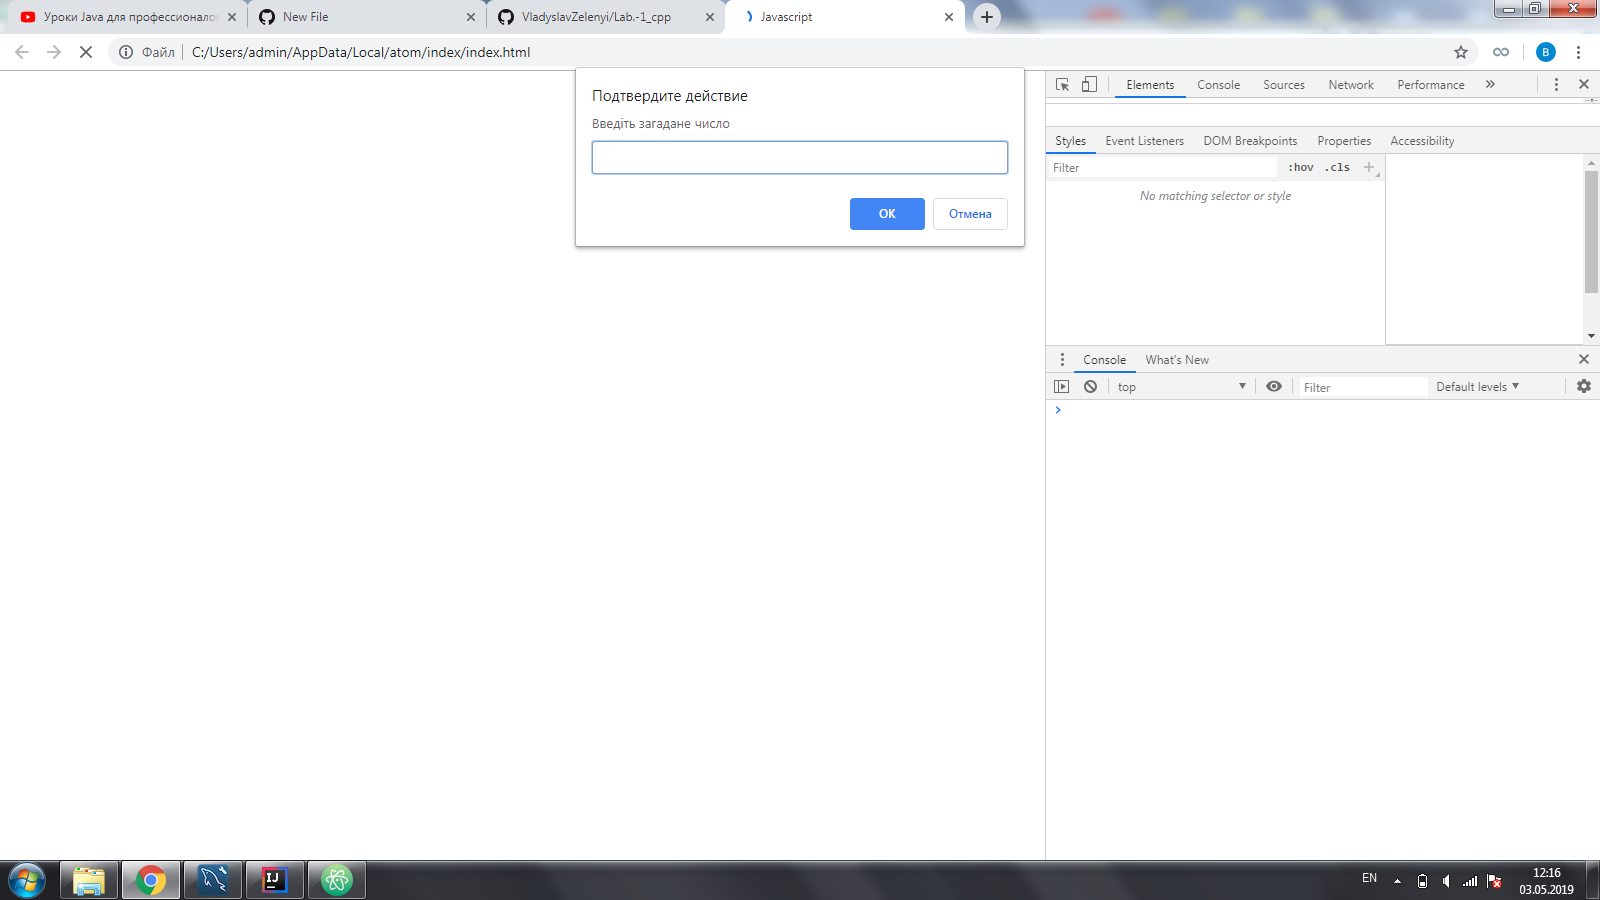 Уроки Java для профессионало
New File
VladyslavZelenyi/Lab.-1_cpp
Javascript
Файл
C:/Users/admin/AppData/Local/atom/index/index.html
B
Подтвердите действие
Введіть загадане число
ОК
Отмена
Elements
Console
Sources
Network
Performance
»
Styles
Event Listeners
DOM Breakpoints
Properties
Accessibility
Filter
:hov
.cls
No matching selector or style
Console
What's New
top
Filter
Default levels
IJ
EN
12:16
03.05.2019